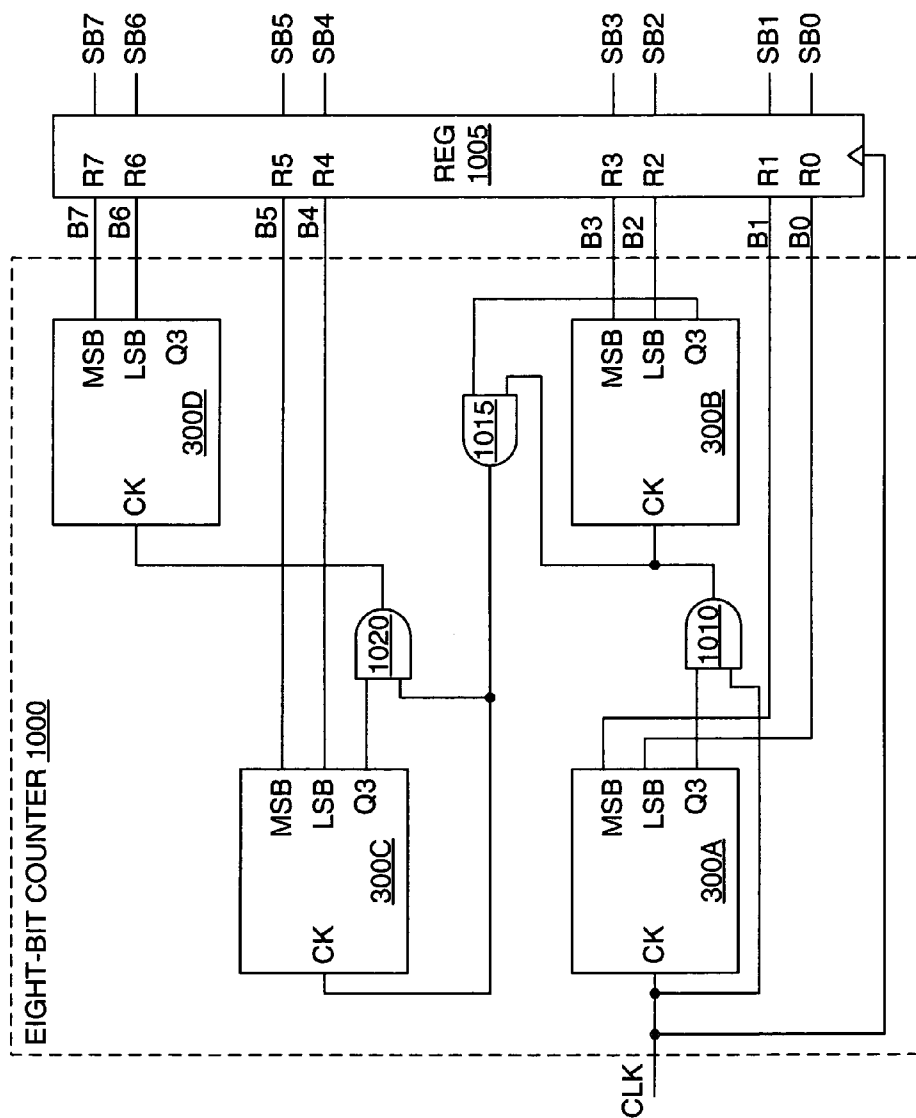 EIGHT-BIT COUNTER 1000
CLK
CK
300A
MSB
LSB
Q3
1010
CK
300B
MSB
LSB
Q3
1015
CK
300C
MSB
LSB
Q3
1020
CK
300D
MSB
LSB
Q3
B7
B6
B5
B4
B3
B2
B1
B0
R7
R6
R5
R4
REG
1005
R3
R2
R1
R0
SB7
SB6
SB5
SB4
SB3
SB2
SB1
SB0